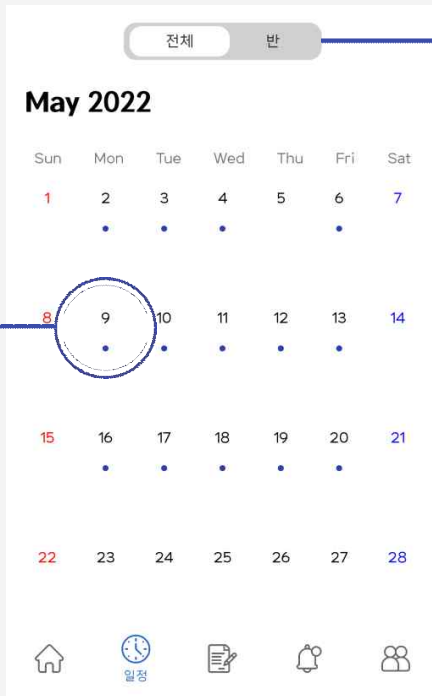 전체 반
May 2022
Sun Mon Tue Wed Thu Fri Sat
1 2 3 4 5 6 7
8 9 10 11 12 13 14
15 16 17 18 19 20 21
22 23 24 25 26 27 28
일정